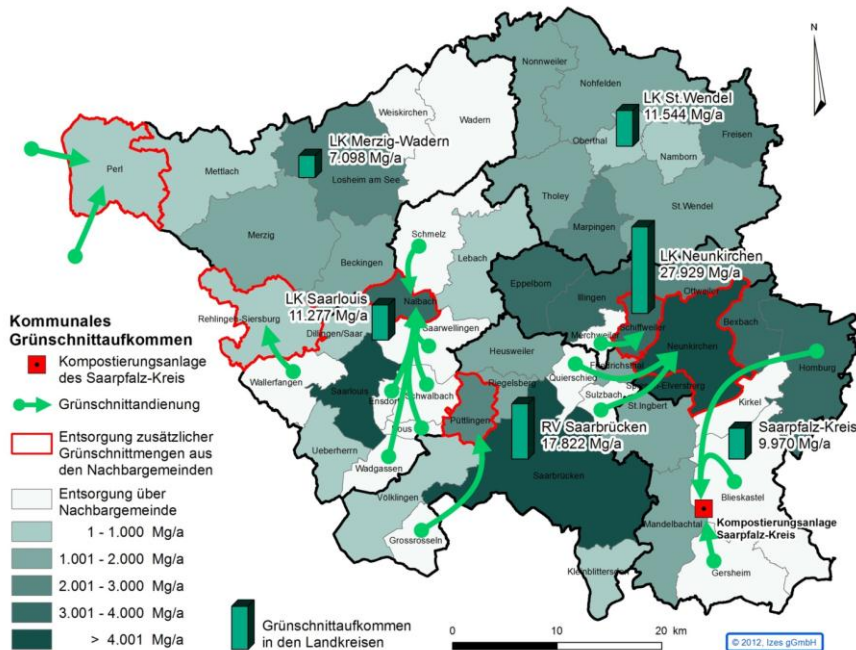 N
Nonnweiler
Nohfelden
Weiskirchen
Wadern
LK St.Wendel
11.544 Mg/a
Oberthal
Freisen
Namborn
LK Merzig-Wadern
7.098 Mg/a
Perl
Mettlach
Losheim am See
Tholey
St.Wendel
Merzig
Schmelz
Marpingen
Beckingen
Lebach
LK Neunkirchen
27.929 Mg/a
Eppelborn
Illingen
Ottweiler
LK Saarlouis
11.277 Mg/a
Nalbach
Rehlingen-Siersburg
Dillingen/Saar
Saarwellingen
Merchweiler
Schiffweiler
Bexbach
Neunkirchen
Heusweiler
Friedrichsthal
Homburg
Wallerfangen
Saarlouis
Ensdorf
Schwalbach
Riegelsberg
Quierschied
Sulzbach
Kirkel
Püttlingen
St.Ingbert
Ueberherrn
Wadgassen
RV Saarbrücken
17.822 Mg/a
Saarpfalz-Kreis
9.970 Mg/a
Völklingen
Saarbrücken
Blieskastel
Mandelbachtal
Kompostierungsanlage
Saarpfalz-Kreis
Grossrosseln
Kleinblittersdorf
Gersheim
Kommunales
Grünschnittaufkommen
Kompostierungsanlage
des Saarpfalz-Kreis
Grünschnittandienung
Entsorgung zusätzlicher
Grünschnittmengen aus
den Nachbargemeinden
Entsorgung über
Nachbargemeinde
1 - 1.000 Mg/a
1.001 - 2.000 Mg/a
2.001 - 3.000 Mg/a
3.001 - 4.000 Mg/a
> 4.001 Mg/a
Grünschnittaufkommen
in den Landkreisen
0 10 20 km
© 2012, Izes gGmbH